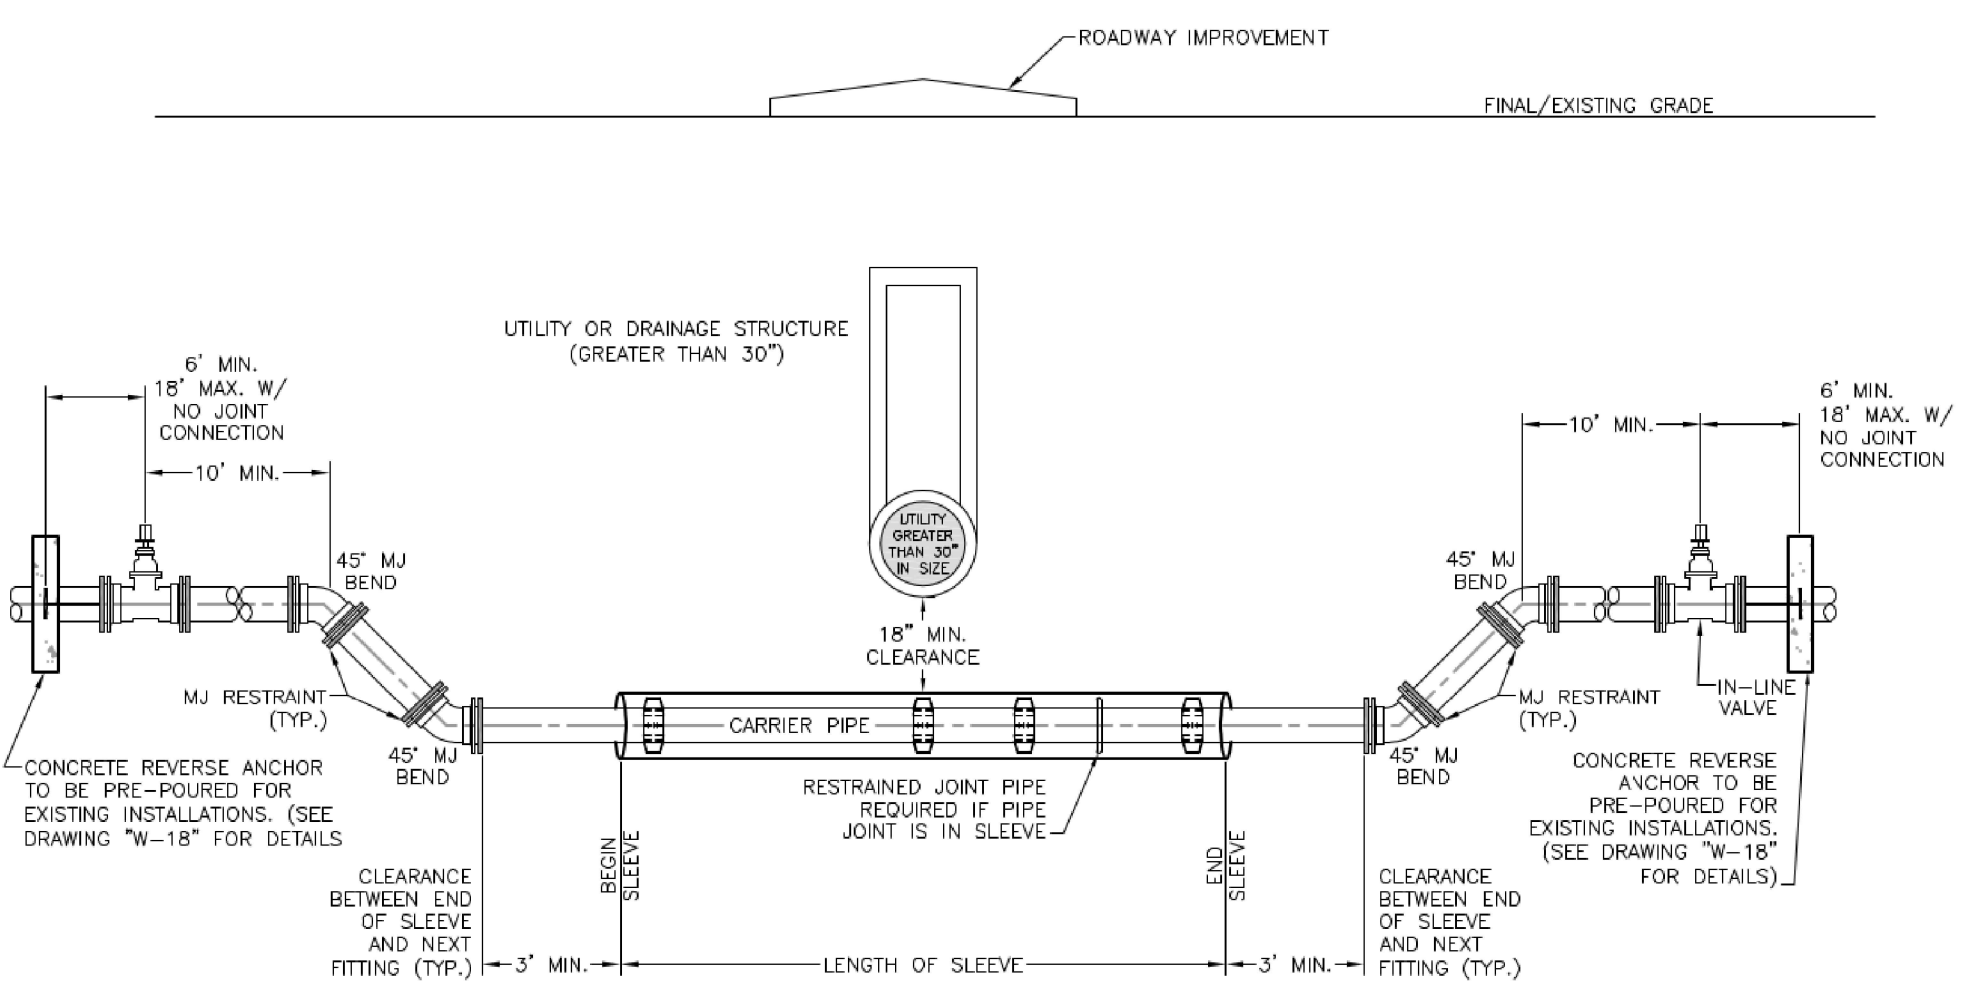 ROADWAY IMPROVEMENT
FINAL/EXISTING GRADE
UTILITY OR DRAINAGE STRUCTURE
(GREATER THAN 30")
6' MIN.
18' MAX. W/
NO JOINT
CONNECTION
10' MIN.
10' MIN.
6' MIN.
18' MAX. W/
NO JOINT
CONNECTION
UTILITY
GREATER
THAN 30"
IN SIZE
45° MJ
BEND
45° MJ
BEND
18" MIN.
CLEARANCE
MJ RESTRAINT
(TYP.)
MJ RESTRAINT
(TYP.)
IN-LINE
VALVE
CARRIER PIPE
45° MJ
BEND
45° MJ
BEND
CONCRETE REVERSE ANCHOR
TO BE PRE-POURED FOR
EXISTING INSTALLATIONS. (SEE
DRAWING "W-18" FOR DETAILS
RESTRAINED JOINT PIPE
REQUIRED IF PIPE
JOINT IS IN SLEEVE
CONCRETE REVERSE
ANCHOR TO BE
PRE-POURED FOR
EXISTING INSTALLATIONS.
(SEE DRAWING "W-18"
FOR DETAILS)
BEGIN
SLEEVE
END
SLEEVE
CLEARANCE
BETWEEN END
OF SLEEVE
AND NEXT
FITTING (TYP.)
3' MIN.
LENGTH OF SLEEVE
3' MIN.
CLEARANCE
BETWEEN END
OF SLEEVE
AND NEXT
FITTING (TYP.)